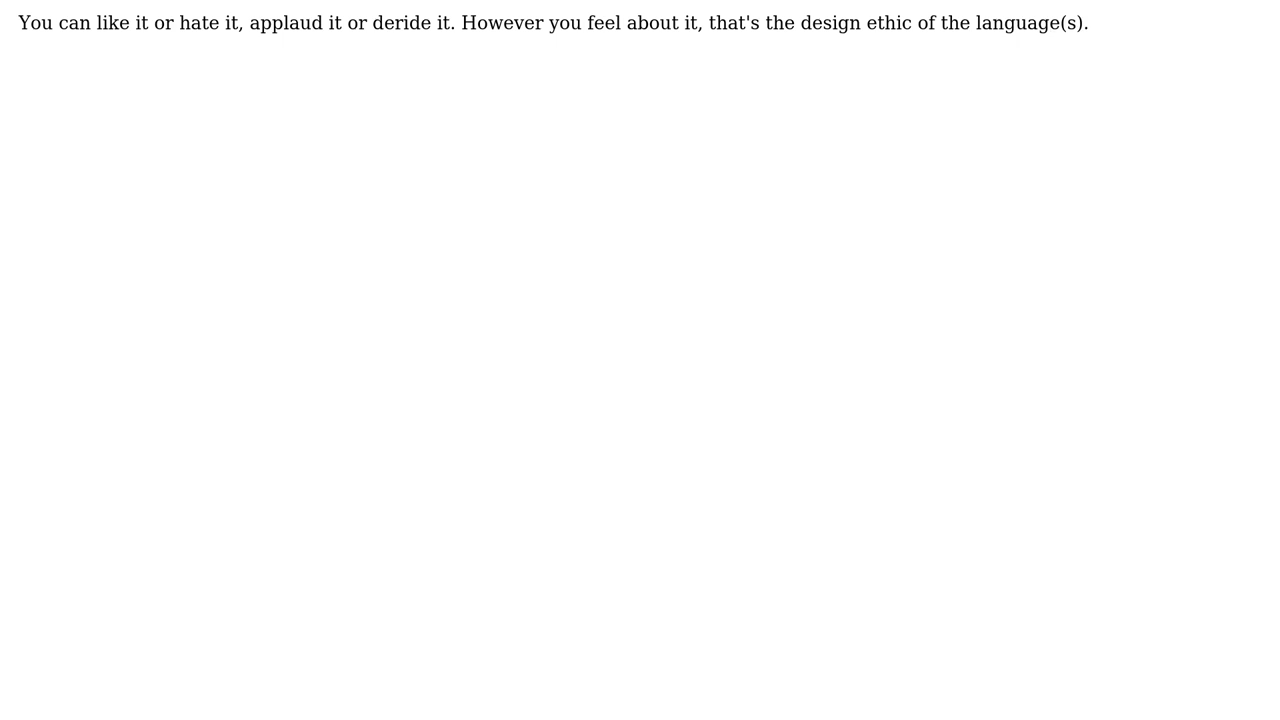 You can like it or hate it, applaud it or deride it. However you feel about it, that's the design ethic of the language(s).